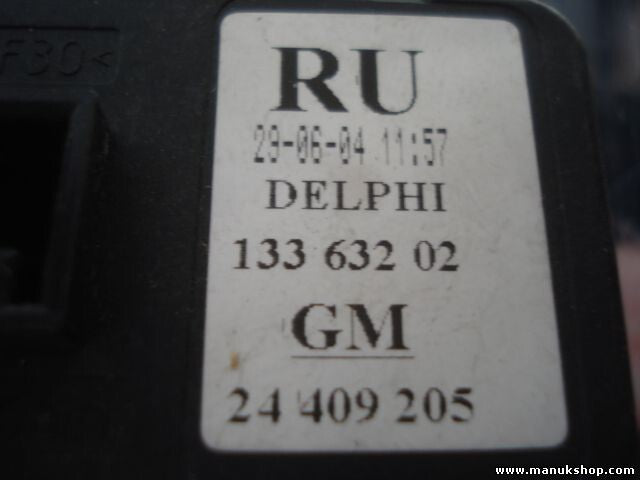 F30<
RU
29-06-04 11:57
DELPHI
133 632 02
GM
24 409 205
www.manukshop.com